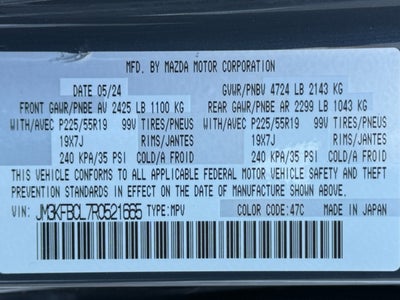 MFD. BY MAZDA MOTOR CORPORATION
DATE 05/24 GVWR/PNBV 4724 LB 2143 KG
FRONT GAWR/PNBE AV 2425 LB 1100 KG REAR GAWR/PNBE AR 2299 LB 1043 KG
WITH/AVEC P225/55R19 99V TIRES/PNEUS WITH/AVEC P225/55R19 99V TIRES/PNEUS
19X7J RIMS/JANTES 19X7J RIMS/JANTES
240 KPA/35 PSI COLD/A FROID 240 KPA/35 PSI COLD/A FROID
THIS VEHICLE CONFORMS TO ALL APPLICABLE FEDERAL MOTOR VEHICLE SAFETY AND THEFT
PREVENTION STANDARDS IN EFFECT ON THE DATE OF MANUFACTURE SHOWN ABOVE.
VIN: JM3KFBCL7R0521665 TYPE:MPV COLOR CODE:47C MADE IN JAPAN